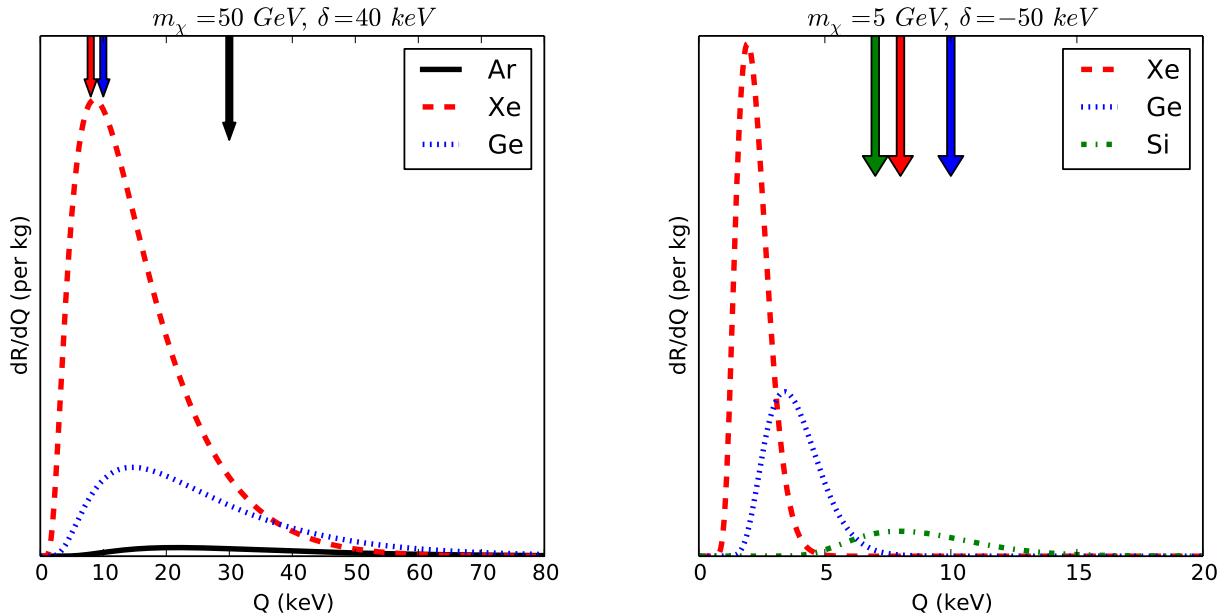 m_χ = 50 GeV, δ = 40 keV
dR/dQ (per kg)
Ar
Xe
Ge
0 10 20 30 40 50 60 70 80
Q (keV)
m_χ = 5 GeV, δ = −50 keV
dR/dQ (per kg)
Xe
Ge
Si
0 5 10 15 20
Q (keV)